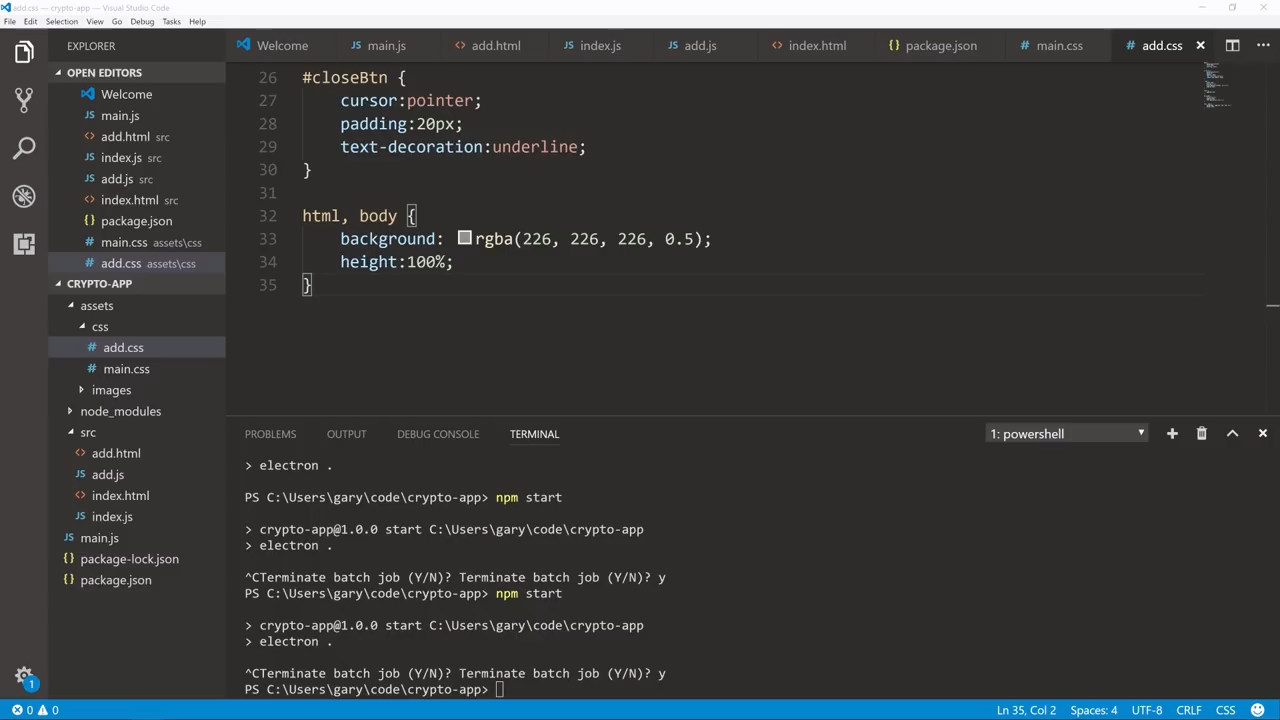 add.css — crypto-app — Visual Studio Code
File Edit Selection View Go Debug Tasks Help
EXPLORER
OPEN EDITORS
Welcome
main.js
add.html src
index.js src
add.js src
index.html src
package.json
main.css assets\css
add.css assets\css
CRYPTO-APP
assets
css
add.css
main.css
images
node_modules
src
add.html
add.js
index.html
index.js
main.js
package-lock.json
package.json
1
Welcome main.js add.html index.js add.js index.html package.json main.css add.css
26 #closeBtn {
27 cursor:pointer;
28 padding:20px;
29 text-decoration:underline;
30 }
31
32 html, body {
33 background: rgba(226, 226, 226, 0.5);
34 height:100%;
35 }
PROBLEMS OUTPUT DEBUG CONSOLE TERMINAL 1: powershell
> electron .
PS C:\Users\gary\code\crypto-app> npm start
> crypto-app@1.0.0 start C:\Users\gary\code\crypto-app
> electron .
^CTerminate batch job (Y/N)? Terminate batch job (Y/N)? y
PS C:\Users\gary\code\crypto-app> npm start
> crypto-app@1.0.0 start C:\Users\gary\code\crypto-app
> electron .
^CTerminate batch job (Y/N)? Terminate batch job (Y/N)? y
PS C:\Users\gary\code\crypto-app>
0 0 Ln 35, Col 2 Spaces: 4 UTF-8 CRLF CSS